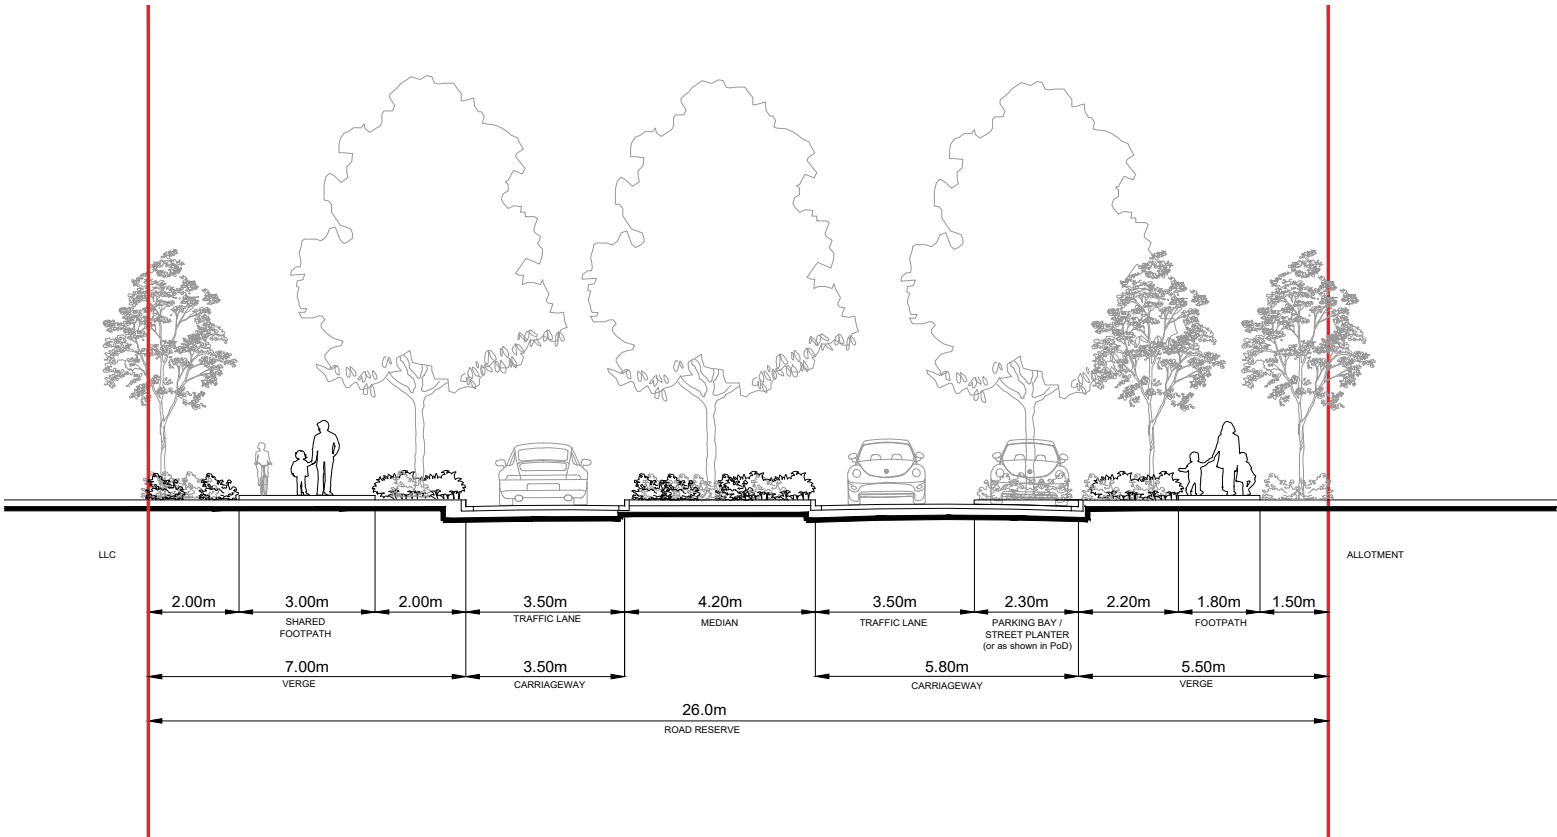 LLC
ALLOTMENT
2.00m
3.00m
2.00m
3.50m
4.20m
3.50m
2.30m
2.20m
1.80m
1.50m
SHARED
FOOTPATH
TRAFFIC LANE
MEDIAN
TRAFFIC LANE
PARKING BAY /
STREET PLANTER
(or as shown in PoD)
FOOTPATH
7.00m
3.50m
5.80m
5.50m
VERGE
CARRIAGEWAY
CARRIAGEWAY
VERGE
26.0m
ROAD RESERVE